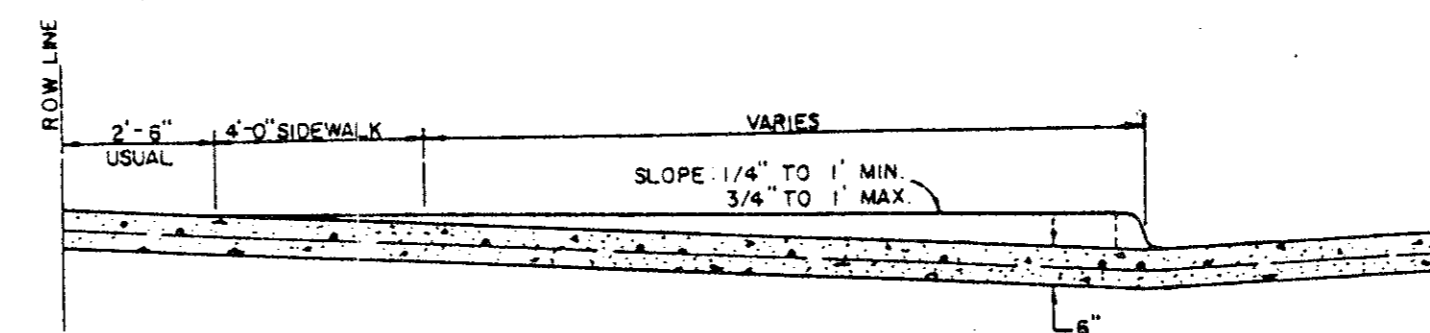 ROW LINE
2'-6"
USUAL
4'-0" SIDEWALK
VARIES
SLOPE: 1/4" TO 1' MIN.
3/4" TO 1' MAX.
6"